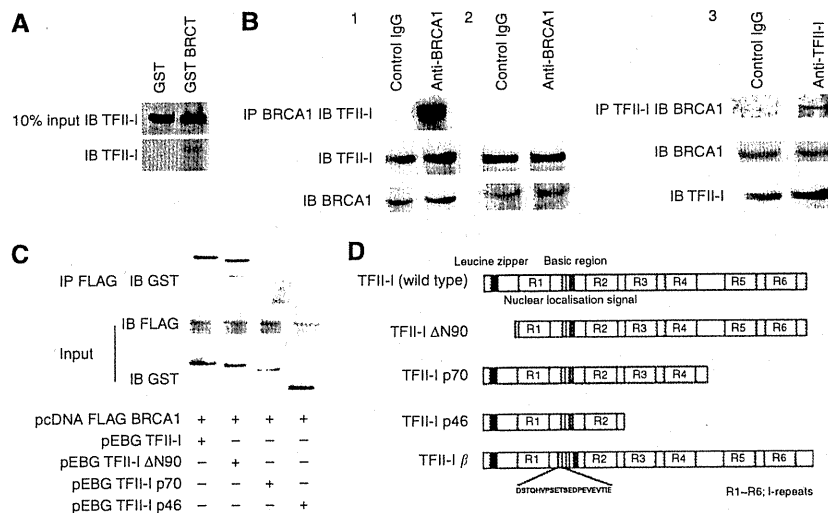 A
GST
GST BRCT
10% input IB TFII-I
IB TFII-I
B
1
Control IgG
Anti-BRCA1
2
Control IgG
Anti-BRCA1
3
Control IgG
Anti-TFII-I
IP BRCA1 IB TFII-I
IB TFII-I
IB BRCA1
IP TFII-I IB BRCA1
IB BRCA1
IB TFII-I
C
IP FLAG IB GST
IB FLAG
Input
IB GST
pcDNA FLAG BRCA1 + + + +
pEBG TFII-I + − − −
pEBG TFII-I ΔN90 − + − −
pEBG TFII-I p70 − − + −
pEBG TFII-I p46 − − − +
D
Leucine zipper Basic region
TFII-I (wild type) R1 R2 R3 R4 R5 R6
Nuclear localisation signal
TFII-I ΔN90 R1 R2 R3 R4 R5 R6
TFII-I p70 R1 R2 R3 R4
TFII-I p46 R1 R2
TFII-I β R1 R2 R3 R4 R5 R6
DSTQHVPSETSEDPEVEVTIE
R1~R6; I-repeats